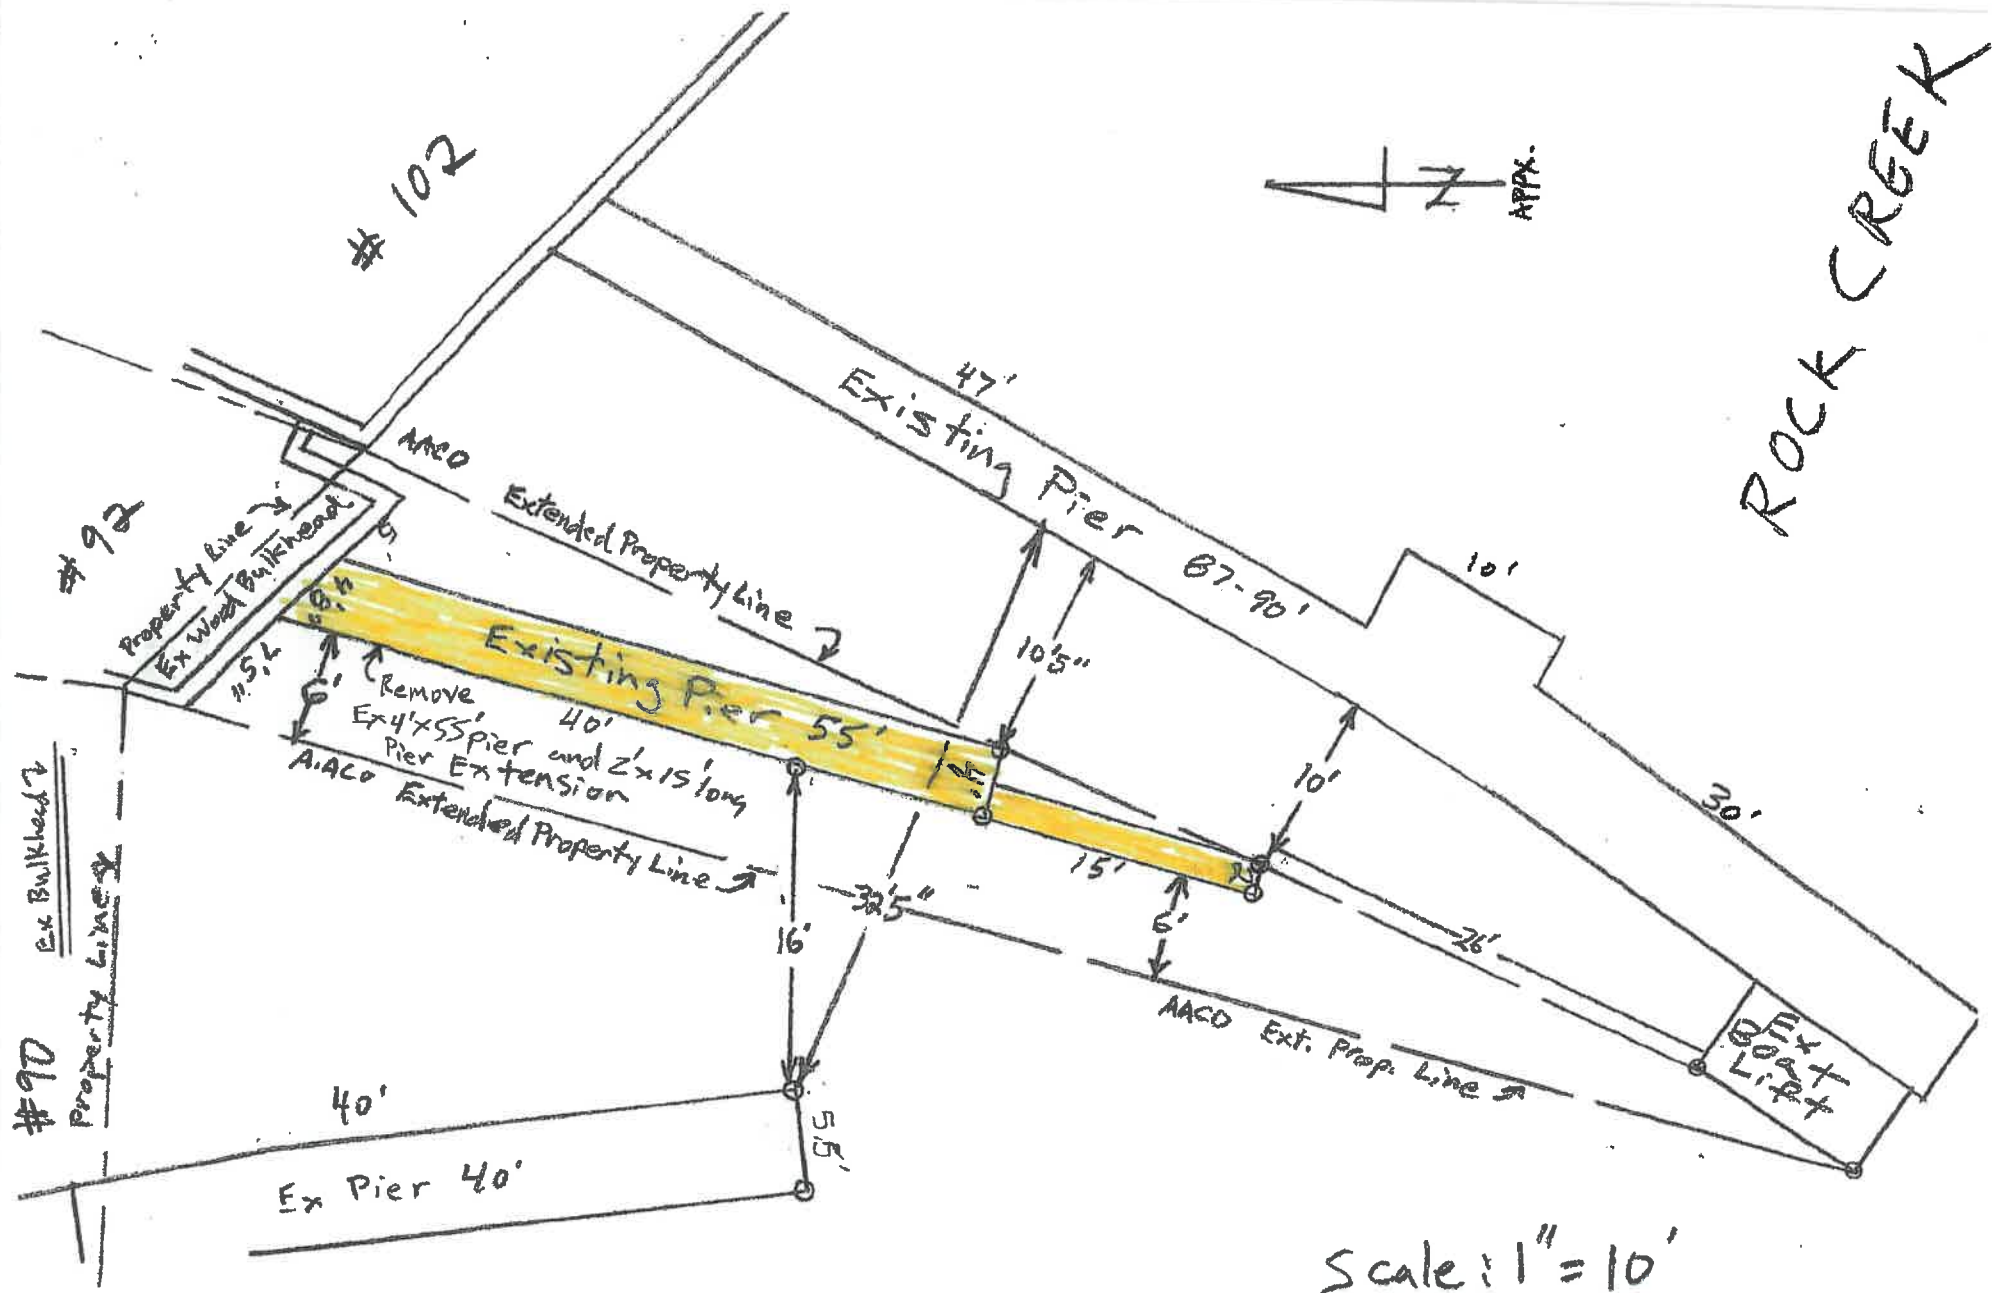 # 102
ROCK CREEK
N
APPX.
# 92
Property Line
Ex Wood Bulkhead
AACO
Extended Property Line
47'
Existing Pier 87-90'
10'
30'
10'5"
10'
Existing Pier 55'
4'
6'
Remove
40'
Ex 4'x55' pier and 2'x15' long
Pier Extension
AACO Extended Property Line
15'
2'
6'
32'5"
16'
26'
Ex
Boat
Lift
AACO Ext. Prop. Line
Ex Bulkhead
Property Line
#90
40'
5.5'
Ex Pier 40'
Scale: 1" = 10'